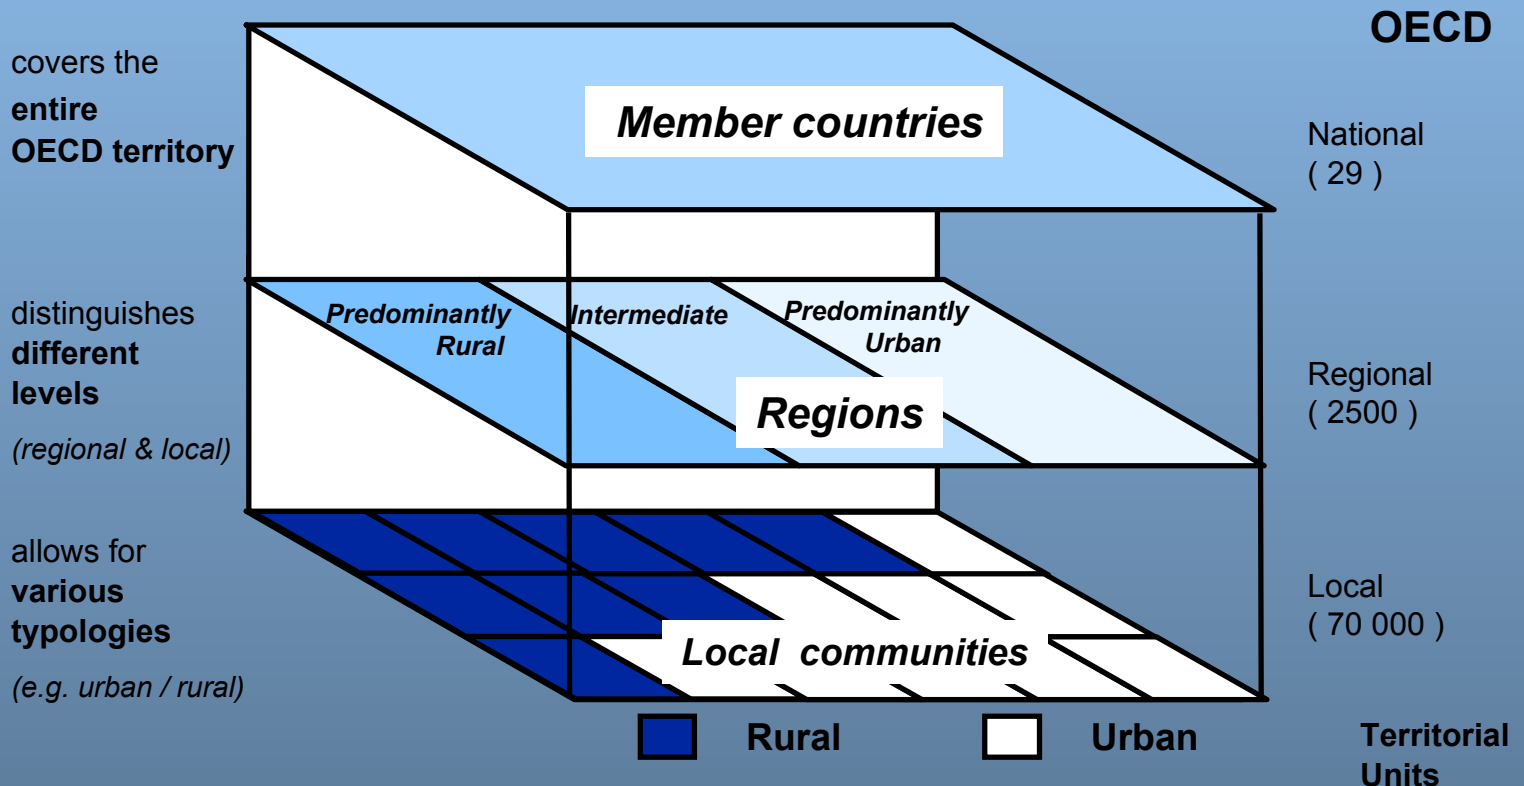 OECD
covers the
entire
OECD territory
Member countries
National
( 29 )
distinguishes
different
levels
(regional & local)
Predominantly
Rural
Intermediate
Predominantly
Urban
Regions
Regional
( 2500 )
allows for
various
typologies
(e.g. urban / rural)
Local communities
Local
( 70 000 )
Rural
Urban
Territorial
Units